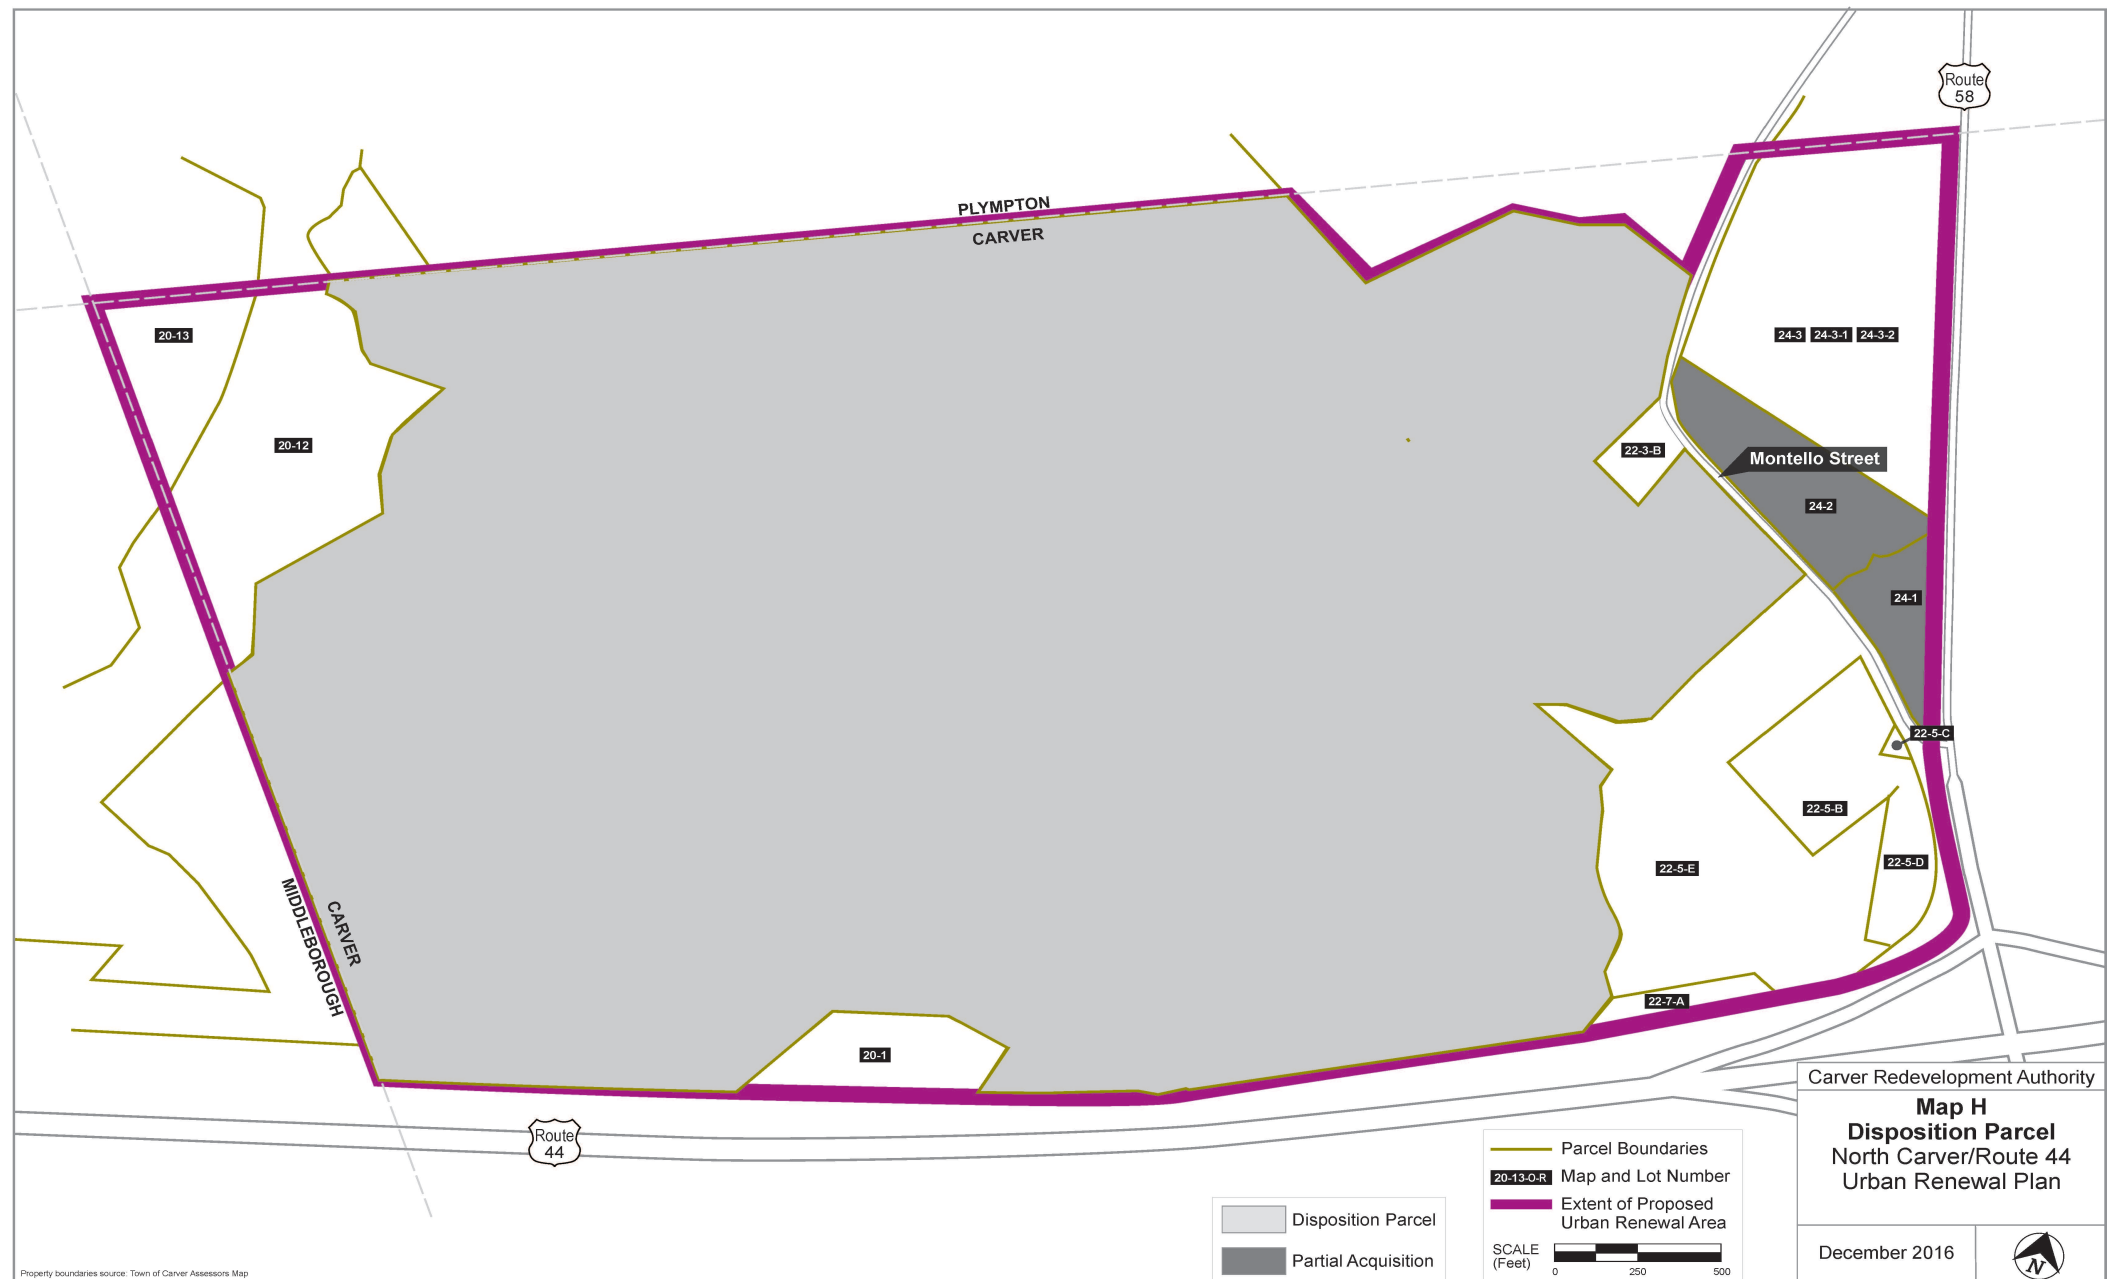 Route
58
PLYMPTON
CARVER
20-13
24-3 24-3-1 24-3-2
20-12
22-3-B
Montello Street
24-2
24-1
22-5-C
22-5-B
22-5-D
22-5-E
CARVER
MIDDLEBOROUGH
22-7-A
20-1
Route
44
Parcel Boundaries
20-13-O-R Map and Lot Number
Extent of Proposed
Urban Renewal Area
SCALE
(Feet)
0 250 500
Disposition Parcel
Partial Acquisition
Carver Redevelopment Authority
Map H
Disposition Parcel
North Carver/Route 44
Urban Renewal Plan
December 2016
N
Property boundaries source: Town of Carver Assessors Map